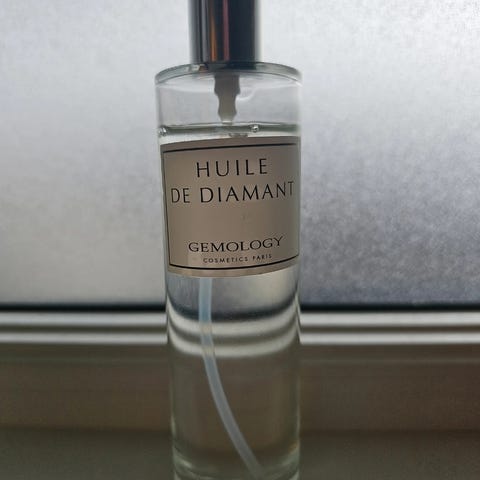 HUILE
DE DIAMANT
GEMOLOGY
COSMETICS PARIS